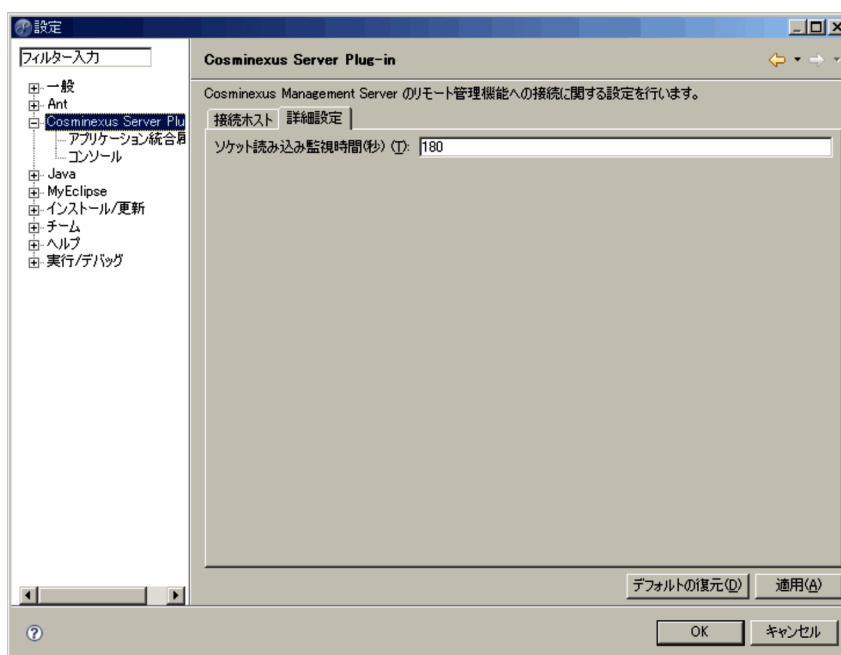 設定
フィルター入力
一般
Ant
Cosminexus Server Plu
アプリケーション統合属
コンソール
Java
MyEclipse
インストール/更新
チーム
ヘルプ
実行/デバッグ
Cosminexus Server Plug-in
Cosminexus Management Server のリモート管理機能への接続に関する設定を行います。
接続ホスト 詳細設定
ソケット読み込み監視時間(秒) (T): 180
デフォルトの復元(D) 適用(A)
? OK キャンセル